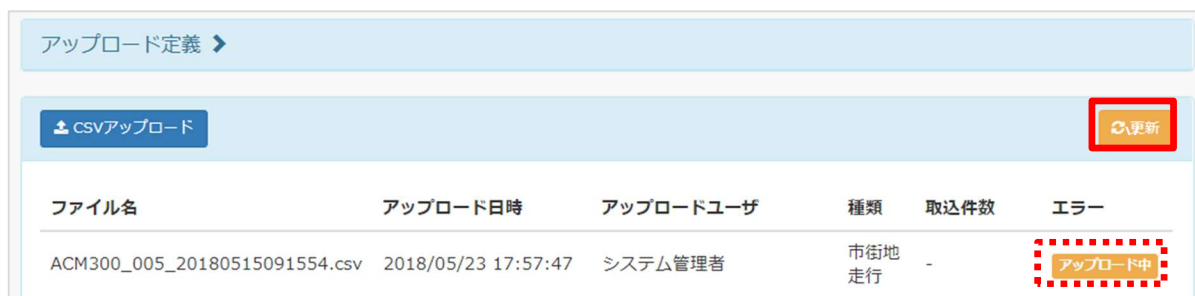 アップロード定義
CSVアップロード
更新
ファイル名 アップロード日時 アップロードユーザ 種類 取込件数 エラー
ACM300_005_20180515091554.csv 2018/05/23 17:57:47 システム管理者 市街地 - アップロード中
走行